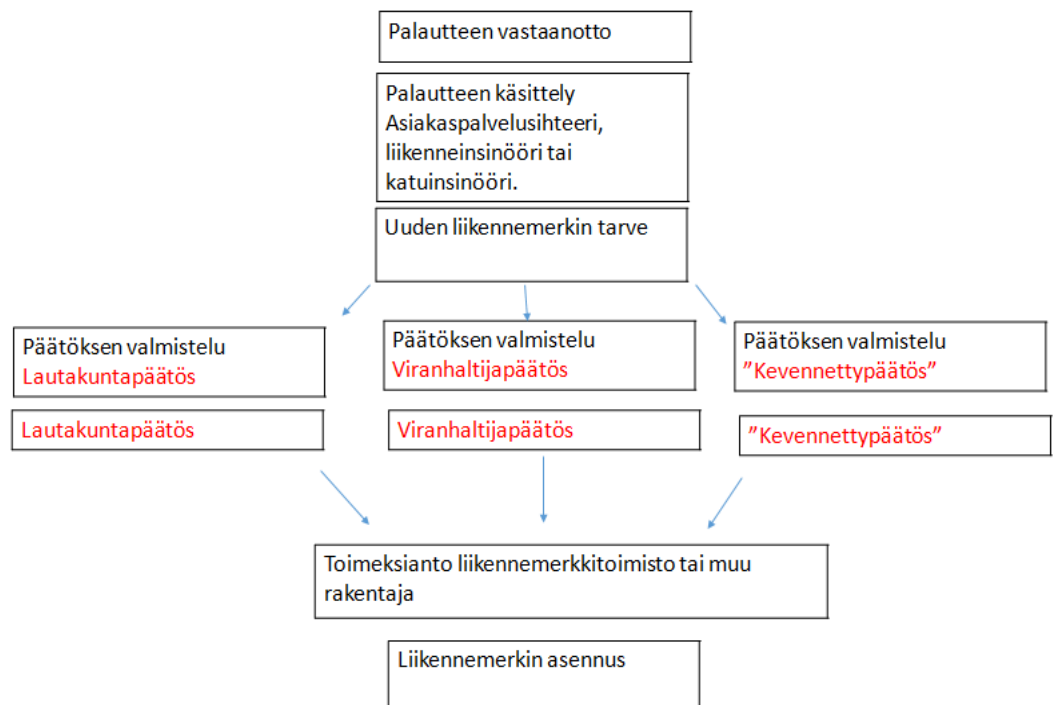 Palautteen vastaanotto
Palautteen käsittely
Asiakaspalvelusihteeri,
liikenneinsinööri tai
katuinsinööri.
Uuden liikennemerkin tarve
Päätöksen valmistelu
Lautakuntapäätös
Päätöksen valmistelu
Viranhaltijapäätös
Päätöksen valmistelu
”Kevennettypäätös”
Lautakuntapäätös
Viranhaltijapäätös
”Kevennettypäätös”
Toimeksianto liikennemerkkitoimisto tai muu
rakentaja
Liikennemerkin asennus